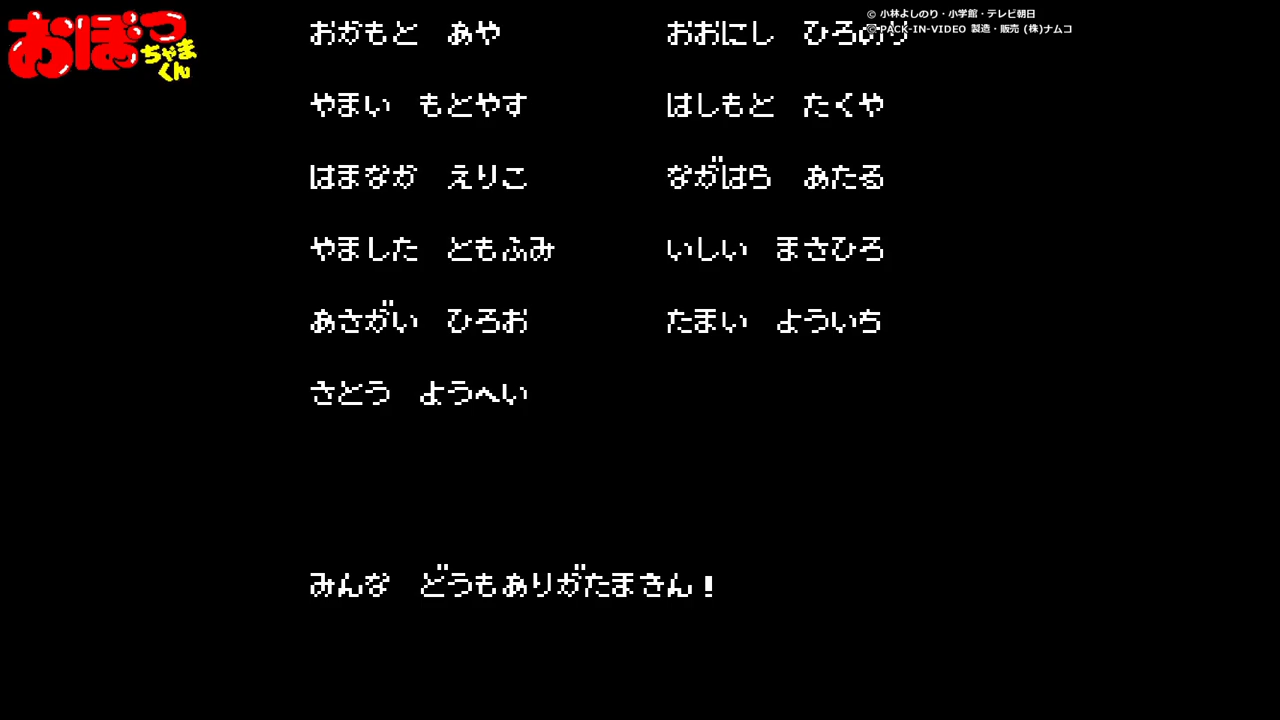 おぼっちゃまくん
© 小林よしのり・小学館・テレビ朝日
© PACK-IN-VIDEO 製造・販売 (株)ナムコ
おかもと　あや　おおにし　ひろのり
やまい　もとやす　はしもと　たくや
はまなか　えりこ　ながはら　あたる
やました　ともふみ　いしい　まさひろ
あさがい　ひろお　たまい　よういち
さとう　ようへい
みんな　どうもありがたまきん！